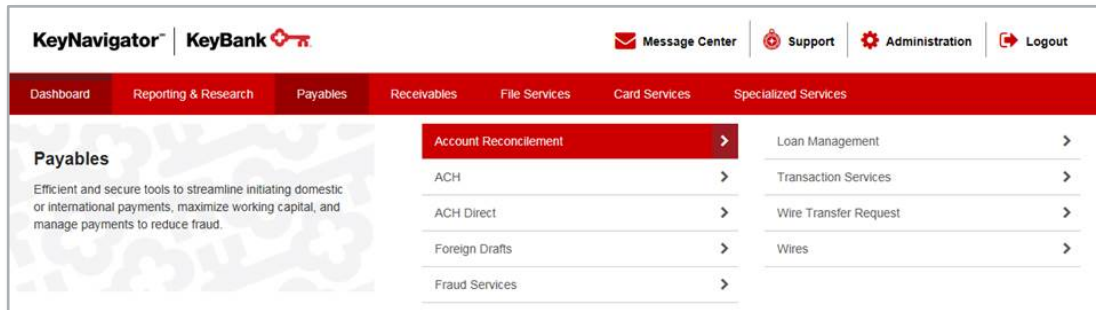 KeyNavigator℠ KeyBank
Message Center Support Administration Logout
Dashboard Reporting & Research Payables Receivables File Services Card Services Specialized Services
Payables
Efficient and secure tools to streamline initiating domestic
or international payments, maximize working capital, and
manage payments to reduce fraud.
Account Reconcilement
ACH
ACH Direct
Foreign Drafts
Fraud Services
Loan Management
Transaction Services
Wire Transfer Request
Wires